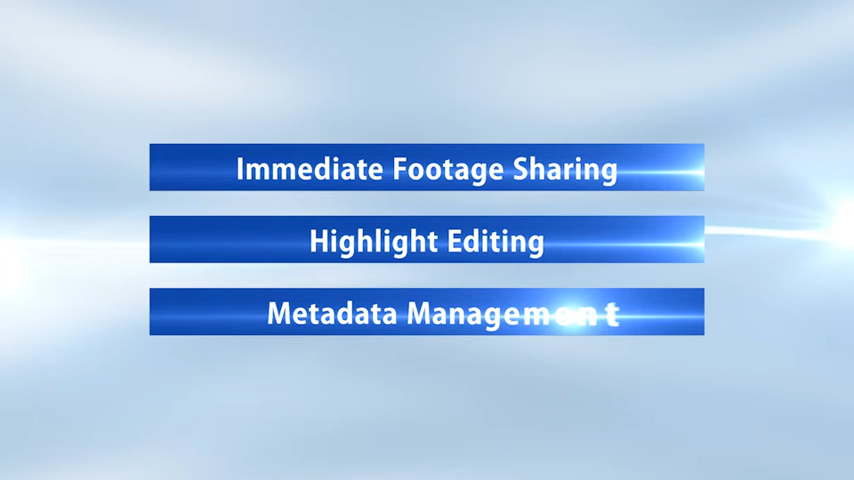 Immediate Footage Sharing
Highlight Editing
Metadata Management